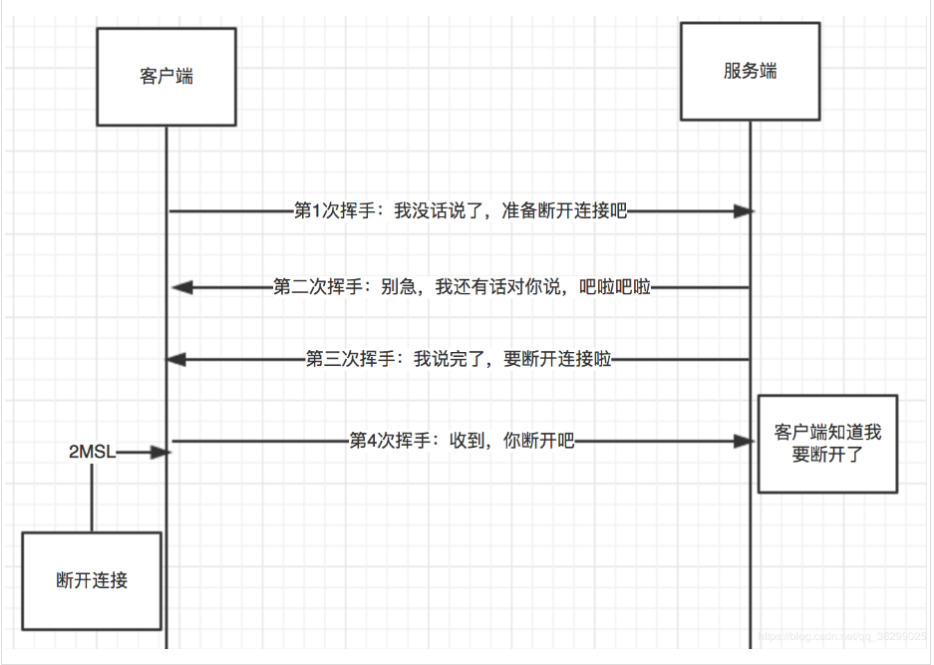 客户端
服务端
第1次挥手：我没话说了，准备断开连接吧
第二次挥手：别急，我还有话对你说，吧啦吧啦
第三次挥手：我说完了，要断开连接啦
第4次挥手：收到，你断开吧
客户端知道我
要断开了
2MSL
断开连接
https://blog.csdn.net/qq_38299025